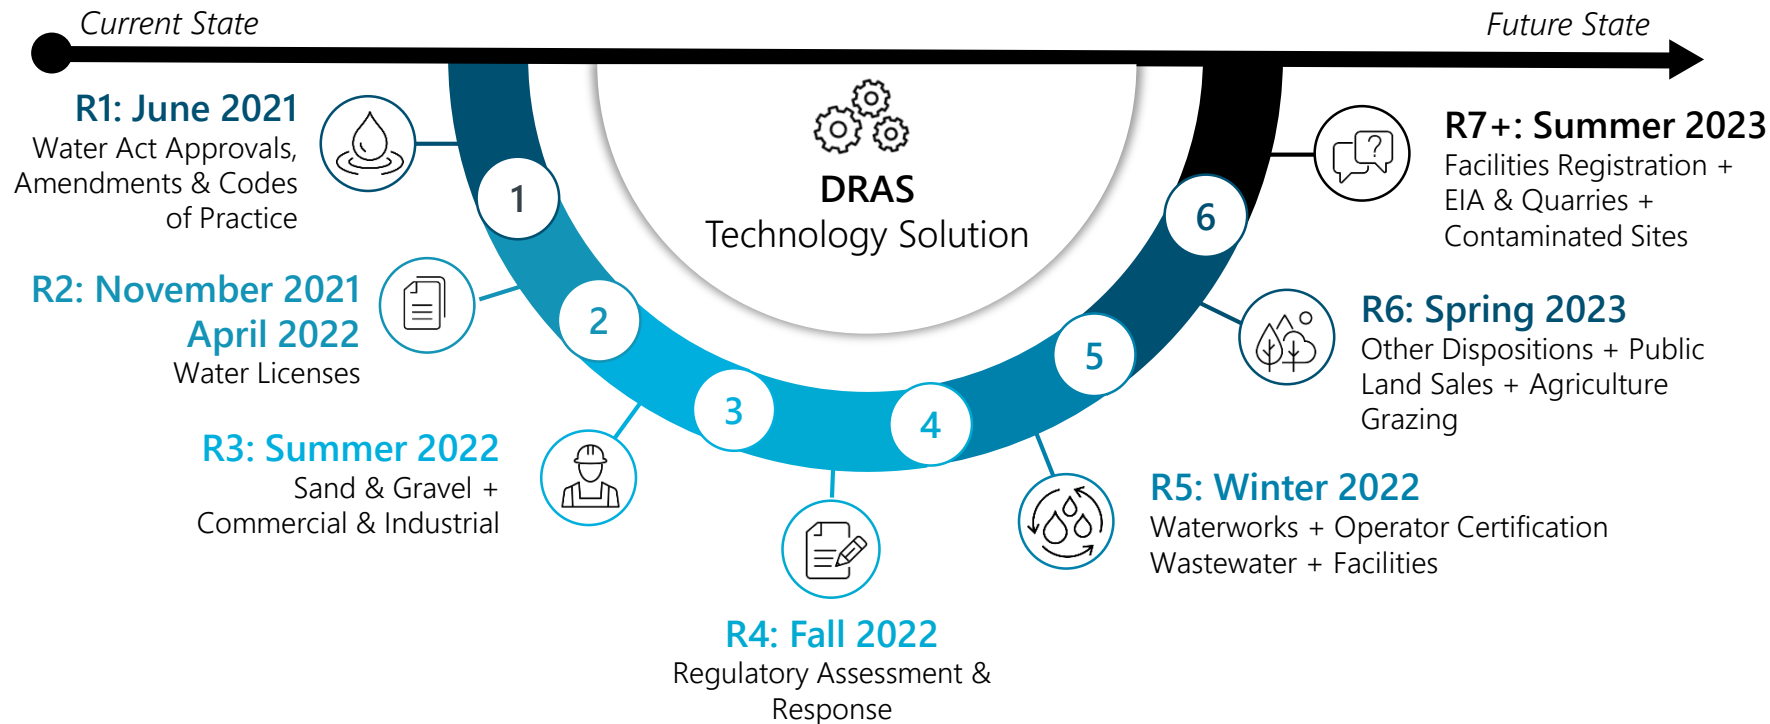 Current State
Future State
R1: June 2021
Water Act Approvals,
Amendments & Codes
of Practice
R2: November 2021
April 2022
Water Licenses
R3: Summer 2022
Sand & Gravel +
Commercial & Industrial
R4: Fall 2022
Regulatory Assessment &
Response
R5: Winter 2022
Waterworks + Operator Certification
Wastewater + Facilities
R6: Spring 2023
Other Dispositions + Public
Land Sales + Agriculture
Grazing
R7+: Summer 2023
Facilities Registration +
EIA & Quarries +
Contaminated Sites
DRAS
Technology Solution
1
2
3
4
5
6
?